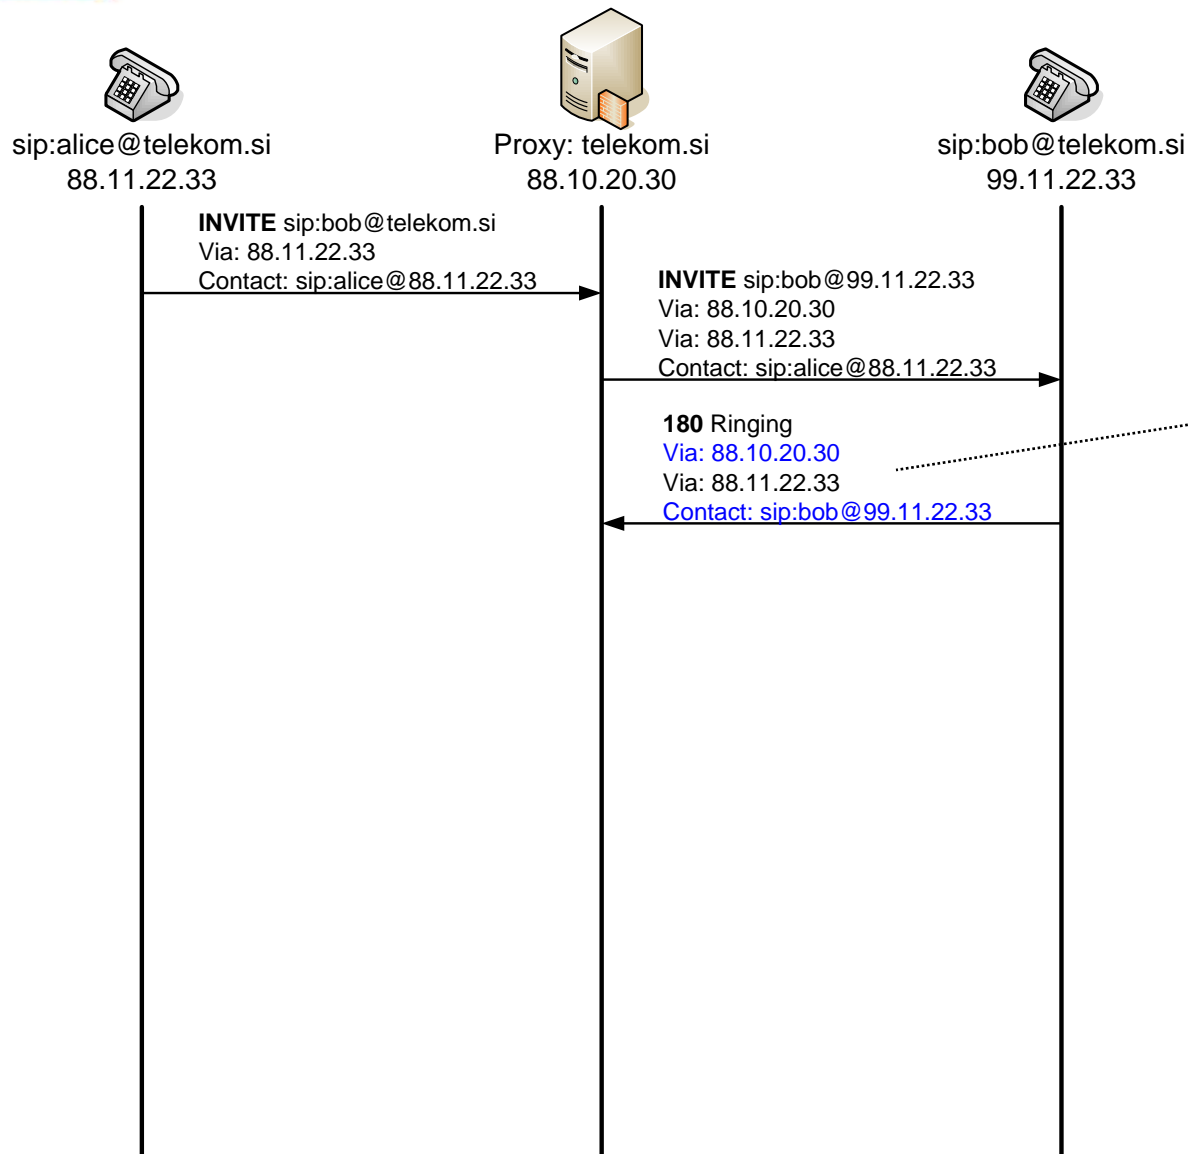 sip:alice@telekom.si
88.11.22.33
Proxy: telekom.si
88.10.20.30
sip:bob@telekom.si
99.11.22.33
INVITE sip:bob@telekom.si
Via: 88.11.22.33
Contact: sip:alice@88.11.22.33
INVITE sip:bob@99.11.22.33
Via: 88.10.20.30
Via: 88.11.22.33
Contact: sip:alice@88.11.22.33
180 Ringing
Via: 88.10.20.30
Via: 88.11.22.33
Contact: sip:bob@99.11.22.33